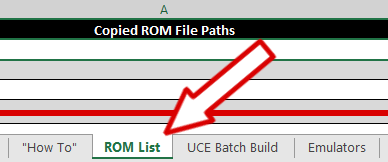 A
Copied ROM File Paths
"How To" ROM List UCE Batch Build Emulators